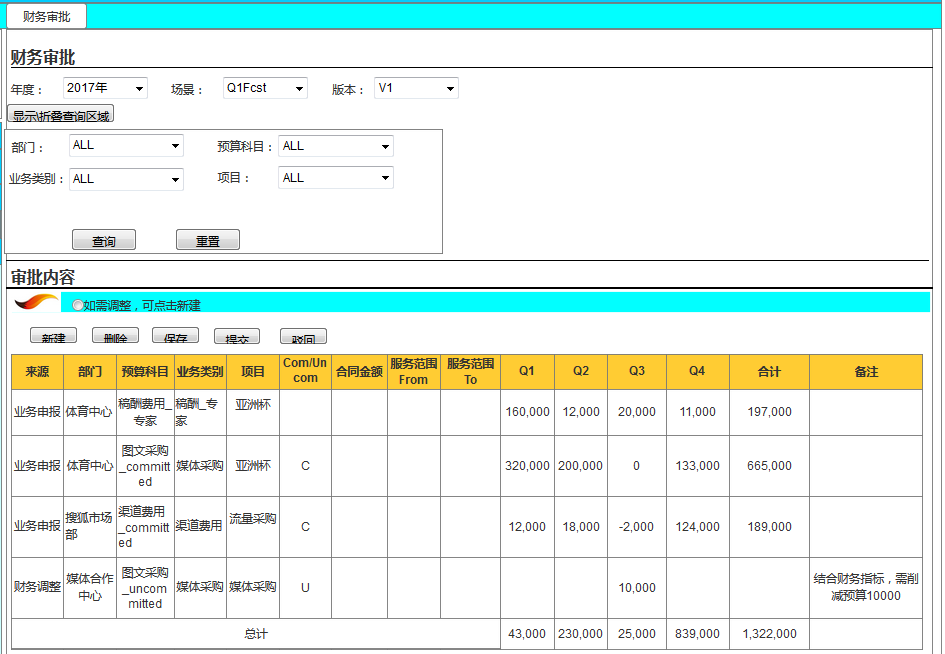 财务审批
财务审批
年度： 2017年 场景： Q1Fcst 版本： V1
显示\折叠查询区域
部门： ALL 预算科目： ALL
业务类别： ALL 项目： ALL
查询 重置
审批内容
如需调整，可点击新建
新建 删除 保存 提交 驳回
来源 部门 预算科目 业务类别 项目 Com/Un com 合同金额 服务范围 From 服务范围 To Q1 Q2 Q3 Q4 合计 备注
业务申报 体育中心 稿酬费用_专家 稿酬_专家 亚洲杯 160,000 12,000 20,000 11,000 197,000
业务申报 体育中心 图文采购_committed 媒体采购 亚洲杯 C 320,000 200,000 0 133,000 665,000
业务申报 搜狐市场部 渠道费用_committed 渠道费用 流量采购 C 12,000 18,000 -2,000 124,000 189,000
财务调整 媒体合作中心 图文采购_uncommitted 媒体采购 媒体采购 U 10,000 结合财务指标，需削减预算10000
总计 43,000 230,000 25,000 839,000 1,322,000